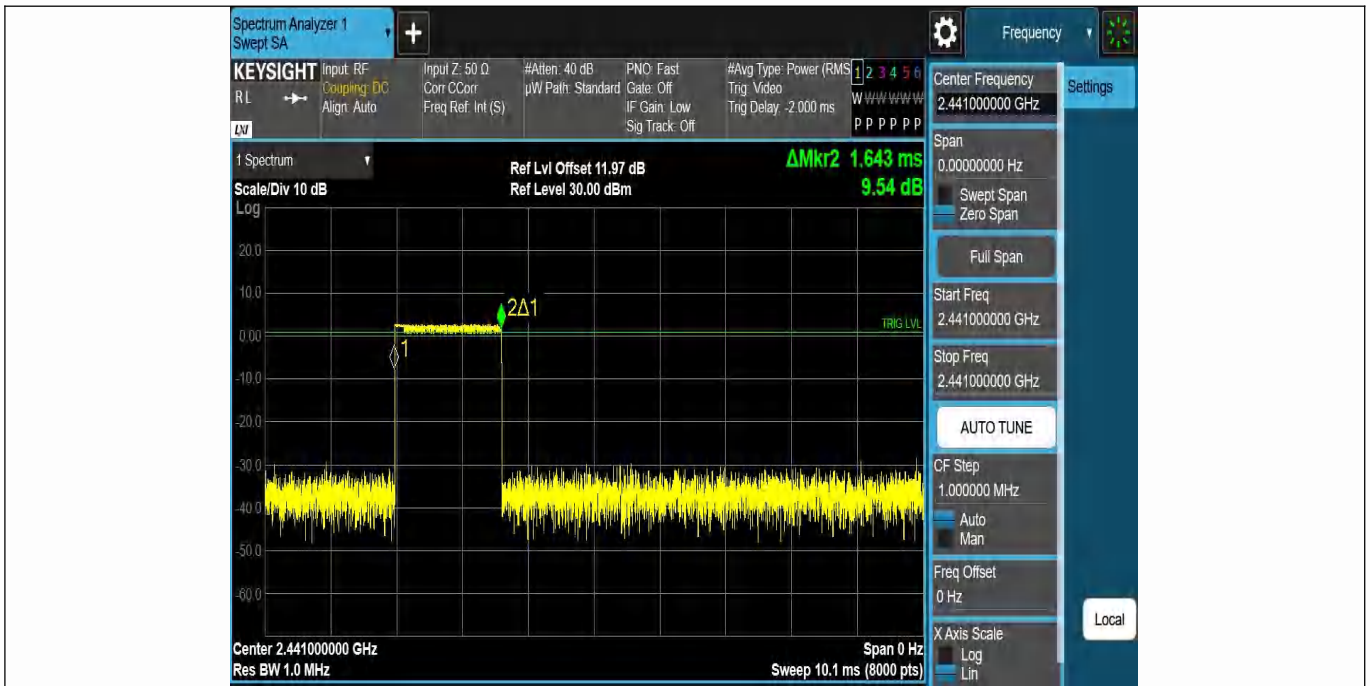 Spectrum Analyzer 1
Swept SA
+
Frequency
KEYSIGHT
RL
LXI
Input: RF
Coupling: DC
Align: Auto
Input Z: 50 Ω
Corr CCorr
Freq Ref: Int (S)
#Atten: 40 dB
µW Path: Standard
PNO: Fast
Gate: Off
IF Gain: Low
Sig Track: Off
#Avg Type: Power (RMS
Trig: Video
Trig Delay: -2.000 ms
1 2 3 4 5 6
W W W W W W
P P P P P P
1 Spectrum
Scale/Div 10 dB
Log
Ref Lvl Offset 11.97 dB
Ref Level 30.00 dBm
ΔMkr2 1.643 ms
9.54 dB
20.0
10.0
0.00
-10.0
-20.0
-30.0
-40.0
-50.0
-60.0
2Δ1
1
TRIG LVL
Center 2.441000000 GHz
Res BW 1.0 MHz
Span 0 Hz
Sweep 10.1 ms (8000 pts)
Center Frequency
2.441000000 GHz
Settings
Span
0.00000000 Hz
Swept Span
Zero Span
Full Span
Start Freq
2.441000000 GHz
Stop Freq
2.441000000 GHz
AUTO TUNE
CF Step
1.000000 MHz
Auto
Man
Freq Offset
0 Hz
X Axis Scale
Log
Lin
Local